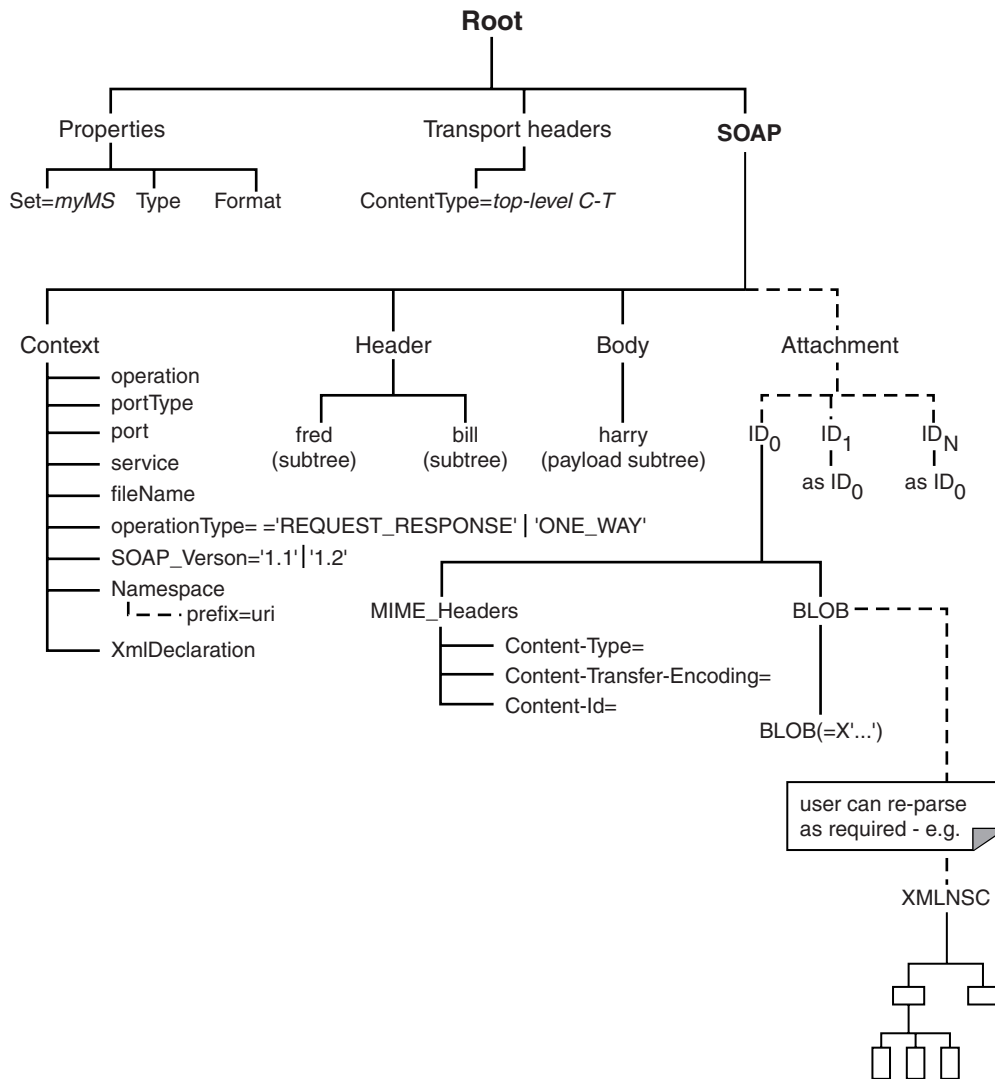 Root
Properties
Transport headers
SOAP
Set=myMS
Type
Format
ContentType=top-level C-T
Context
Header
Body
Attachment
operation
portType
port
service
fileName
operationType= ='REQUEST_RESPONSE' | 'ONE_WAY'
SOAP_Verson='1.1'|'1.2'
Namespace
prefix=uri
XmlDeclaration
fred
(subtree)
bill
(subtree)
harry
(payload subtree)
ID0
ID1
IDN
as ID0
as ID0
MIME_Headers
BLOB
Content-Type=
Content-Transfer-Encoding=
Content-Id=
BLOB(=X'...')
user can re-parse
as required - e.g.
XMLNSC